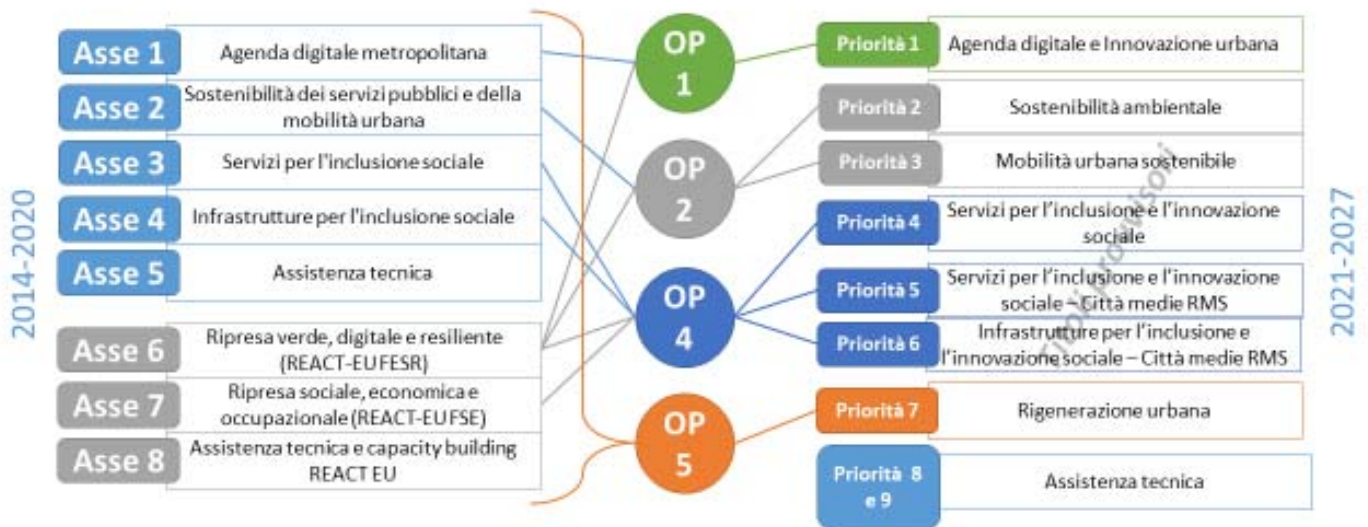 2014-2020
Asse 1
Agenda digitale metropolitana
Asse 2
Sostenibilità dei servizi pubblici e della
mobilità urbana
Asse 3
Servizi per l'inclusione sociale
Asse 4
Infrastrutture per l'inclusione sociale
Asse 5
Assistenza tecnica
Asse 6
Ripresa verde, digitale e resiliente
(REACT-EU FESR)
Asse 7
Ripresa sociale, economica e
occupazionale (REACT-EU FSE)
Asse 8
Assistenza tecnica e capacity building
REACT EU
OP
1
OP
2
OP
4
OP
5
Priorità 1
Agenda digitale e Innovazione urbana
Priorità 2
Sostenibilità ambientale
Priorità 3
Mobilità urbana sostenibile
Priorità 4
Servizi per l'inclusione e l'innovazione
sociale
Priorità 5
Servizi per l'inclusione e l'innovazione
sociale – Città medie RMS
Priorità 6
Infrastrutture per l'inclusione e
l'innovazione sociale – Città medie RMS
Priorità 7
Rigenerazione urbana
Priorità 8
e 9
Assistenza tecnica
Titoli provvisori
2021-2027